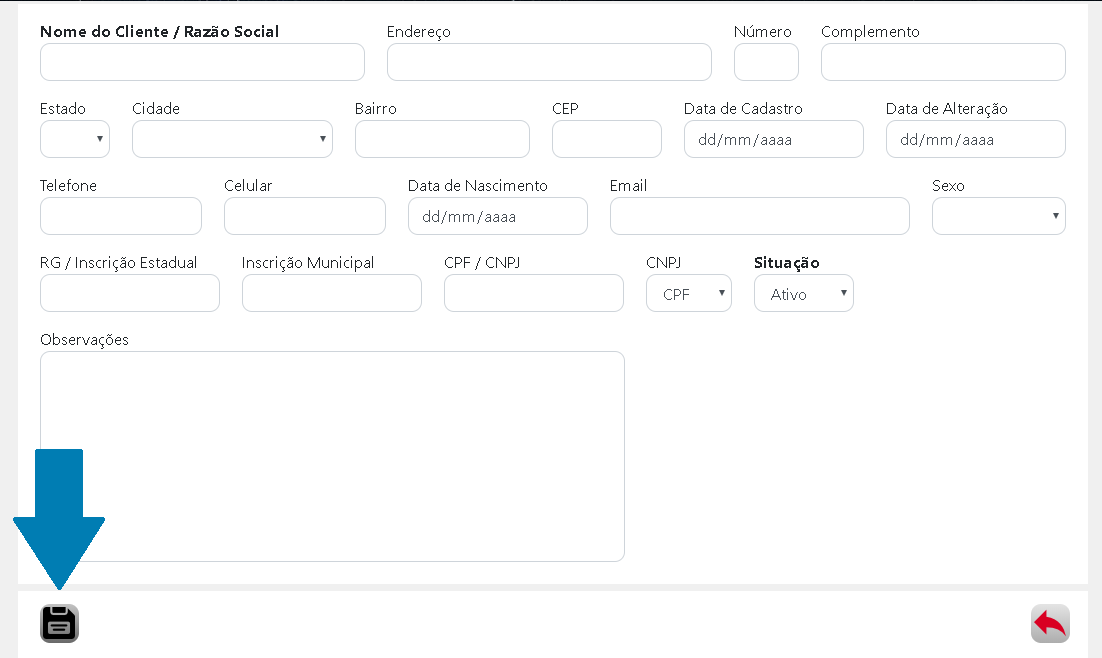 Nome do Cliente / Razão Social Endereço Número Complemento
Estado Cidade Bairro CEP Data de Cadastro Data de Alteração
dd/mm/aaaa dd/mm/aaaa
Telefone Celular Data de Nascimento Email Sexo
dd/mm/aaaa
RG / Inscrição Estadual Inscrição Municipal CPF / CNPJ CNPJ Situação
CPF Ativo
Observações